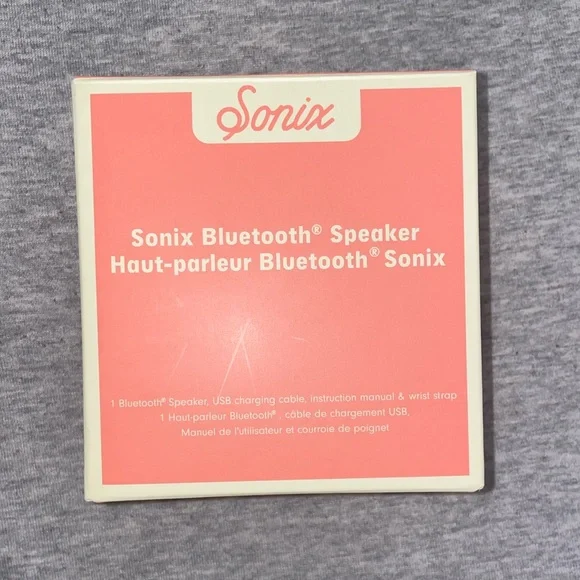 Sonix
Sonix Bluetooth® Speaker
Haut-parleur Bluetooth® Sonix
1 Bluetooth® Speaker, USB charging cable, instruction manual & wrist strap
1 Haut-parleur Bluetooth®, câble de chargement USB,
Manuel de l'utilisateur et courroie de poignet